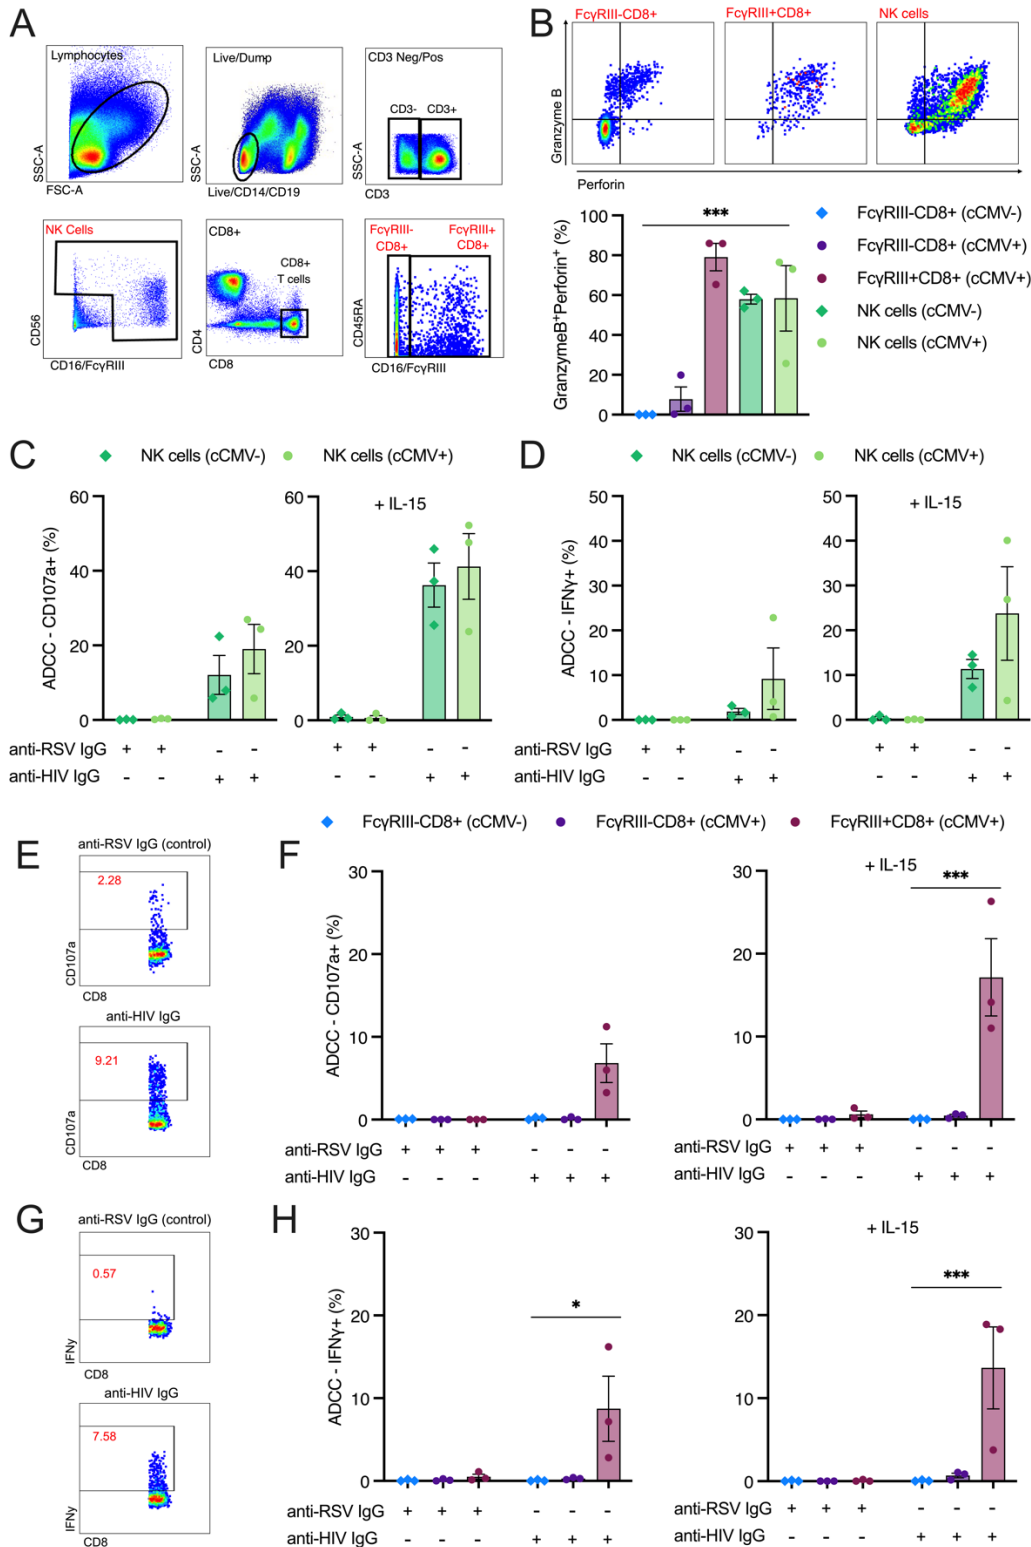 A
Lymphocytes
SSC-A
FSC-A
Live/Dump
SSC-A
Live/CD14/CD19
CD3 Neg/Pos
CD3- CD3+
SSC-A
CD3
NK Cells
CD56
CD16/FcγRIII
CD8+
CD8+
T cells
CD4
CD8
FcγRIII-
CD8+
FcγRIII+
CD8+
CD45RA
CD16/FcγRIII
B
FcγRIII-CD8+
FcγRIII+CD8+
NK cells
Granzyme B
Perforin
GranzymeB+Perforin+ (%)
100
80
60
40
20
0
***
FcγRIII-CD8+ (cCMV-)
FcγRIII-CD8+ (cCMV+)
FcγRIII+CD8+ (cCMV+)
NK cells (cCMV-)
NK cells (cCMV+)
C
NK cells (cCMV-) NK cells (cCMV+)
ADCC - CD107a+ (%)
60
40
20
0
+ IL-15
60
40
20
0
anti-RSV IgG + + - - + + - -
anti-HIV IgG - - + + - - + +
D
NK cells (cCMV-) NK cells (cCMV+)
ADCC - IFNγ+ (%)
50
40
30
20
10
0
+ IL-15
50
40
30
20
10
0
anti-RSV IgG + + - - + + - -
anti-HIV IgG - - + + - - + +
FcγRIII-CD8+ (cCMV-) FcγRIII-CD8+ (cCMV+) FcγRIII+CD8+ (cCMV+)
E
anti-RSV IgG (control)
2.28
CD107a
CD8
anti-HIV IgG
9.21
CD107a
CD8
F
ADCC - CD107a+ (%)
30
20
10
0
anti-RSV IgG + + + - - -
anti-HIV IgG - - - + + +
+ IL-15
***
30
20
10
0
anti-RSV IgG + + + - - -
anti-HIV IgG - - - + + +
G
anti-RSV IgG (control)
0.57
IFNγ
CD8
anti-HIV IgG
7.58
IFNγ
CD8
H
ADCC - IFNγ+ (%)
30
20
10
0
*
anti-RSV IgG + + + - - -
anti-HIV IgG - - - + + +
+ IL-15
***
30
20
10
0
anti-RSV IgG + + + - - -
anti-HIV IgG - - - + + +